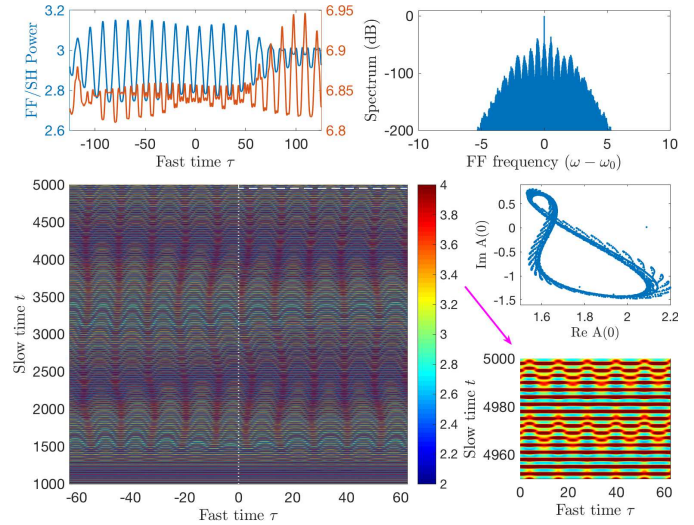 3.2
3
2.8
2.6
FF/SH Power
6.95
6.9
6.85
6.8
-100 -50 0 50 100
Fast time τ
0
-100
-200
Spectrum (dB)
-10 -5 0 5 10
FF frequency (ω − ω0)
5000
4500
4000
3500
3000
2500
2000
1500
1000
Slow time t
-60 -40 -20 0 20 40 60
Fast time τ
4
3.8
3.6
3.4
3.2
3
2.8
2.6
2.4
2.2
2
0.5
0
-0.5
-1
-1.5
Im A(0)
1.6 1.8 2 2.2
Re A(0)
5000
4980
4960
Slow time t
0 20 40 60
Fast time τ